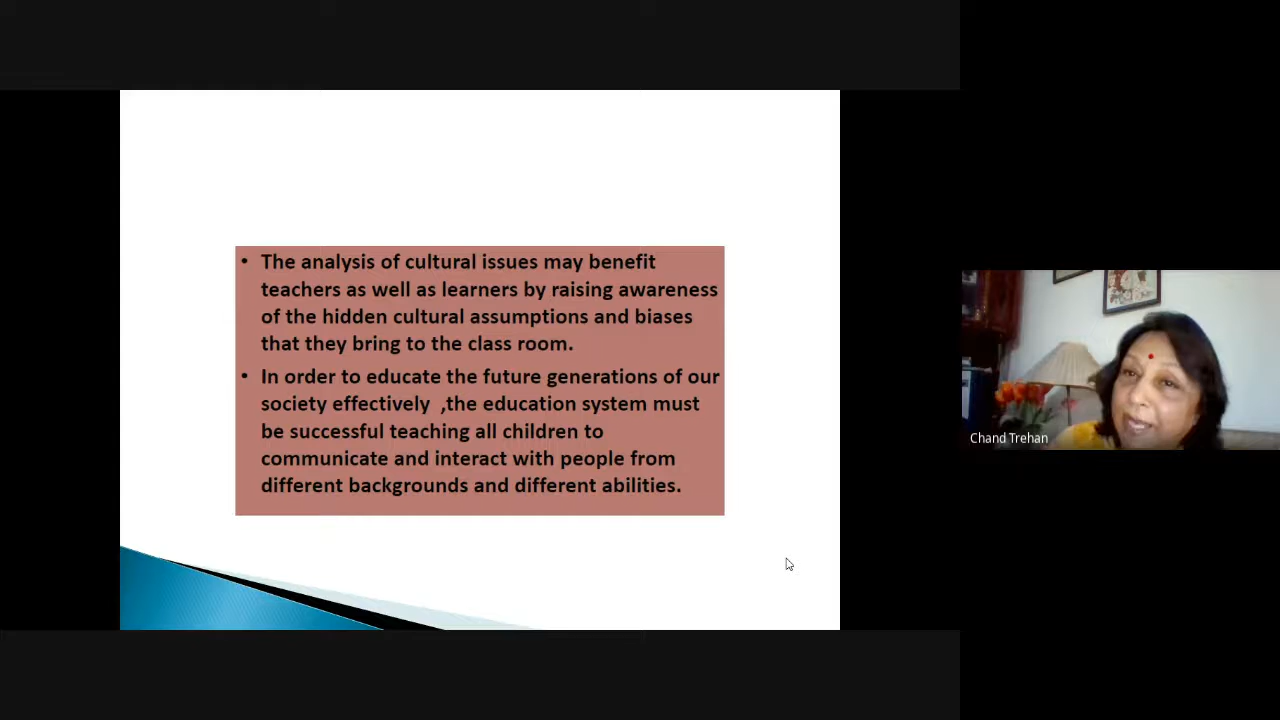 • The analysis of cultural issues may benefit
teachers as well as learners by raising awareness
of the hidden cultural assumptions and biases
that they bring to the class room.
• In order to educate the future generations of our
society effectively  ,the education system must
be successful teaching all children to
communicate and interact with people from
different backgrounds and different abilities.
Chand Trehan